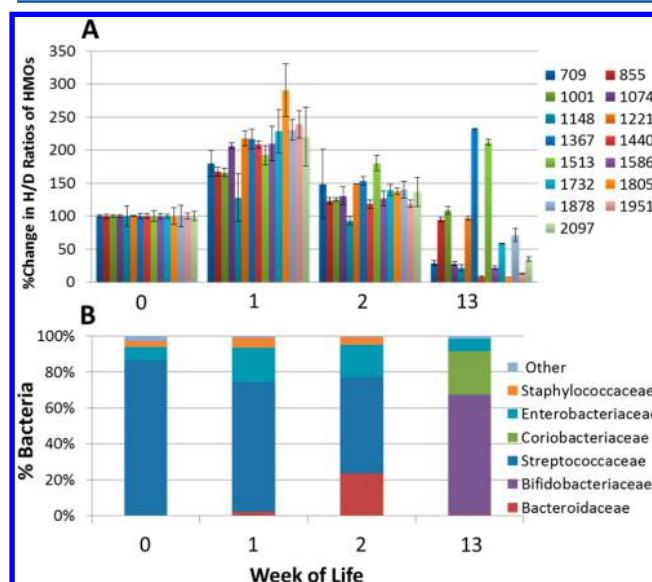 A
%Change in H/D Ratios of HMOs
350
300
250
200
150
100
50
0
0 1 2 13
709 855
1001 1074
1148 1221
1367 1440
1513 1586
1732 1805
1878 1951
2097
B
% Bacteria
100%
80%
60%
40%
20%
0%
0 1 2 13
Week of Life
Other
Staphylococcaceae
Enterobacteriaceae
Coriobacteriaceae
Streptococcaceae
Bifidobacteriaceae
Bacteroidaceae